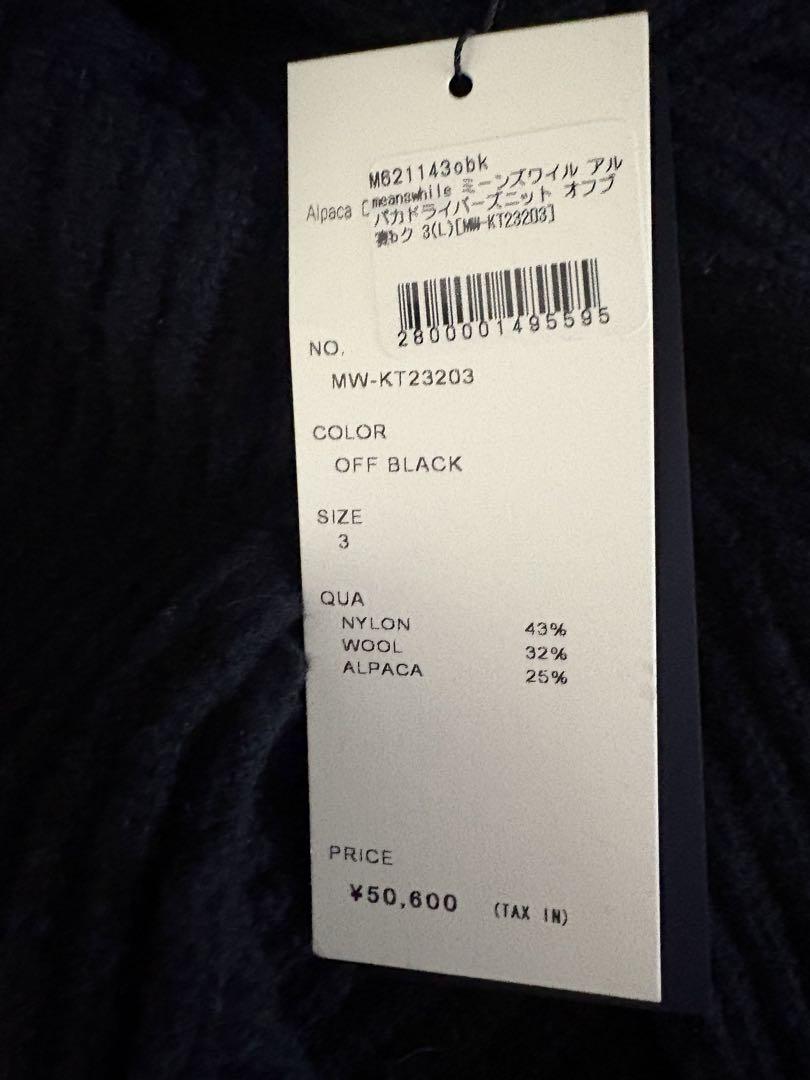 M621143obk
Alpaca C
meanswhile ミーンズワイル アル
パカドライバーズニット オフブ
ク 3(L)[MW-KT23203]
2800001495595
NO.
MW-KT23203
COLOR
OFF BLACK
SIZE
3
QUA
NYLON 43%
WOOL 32%
ALPACA 25%
PRICE
¥50,600 (TAX IN)